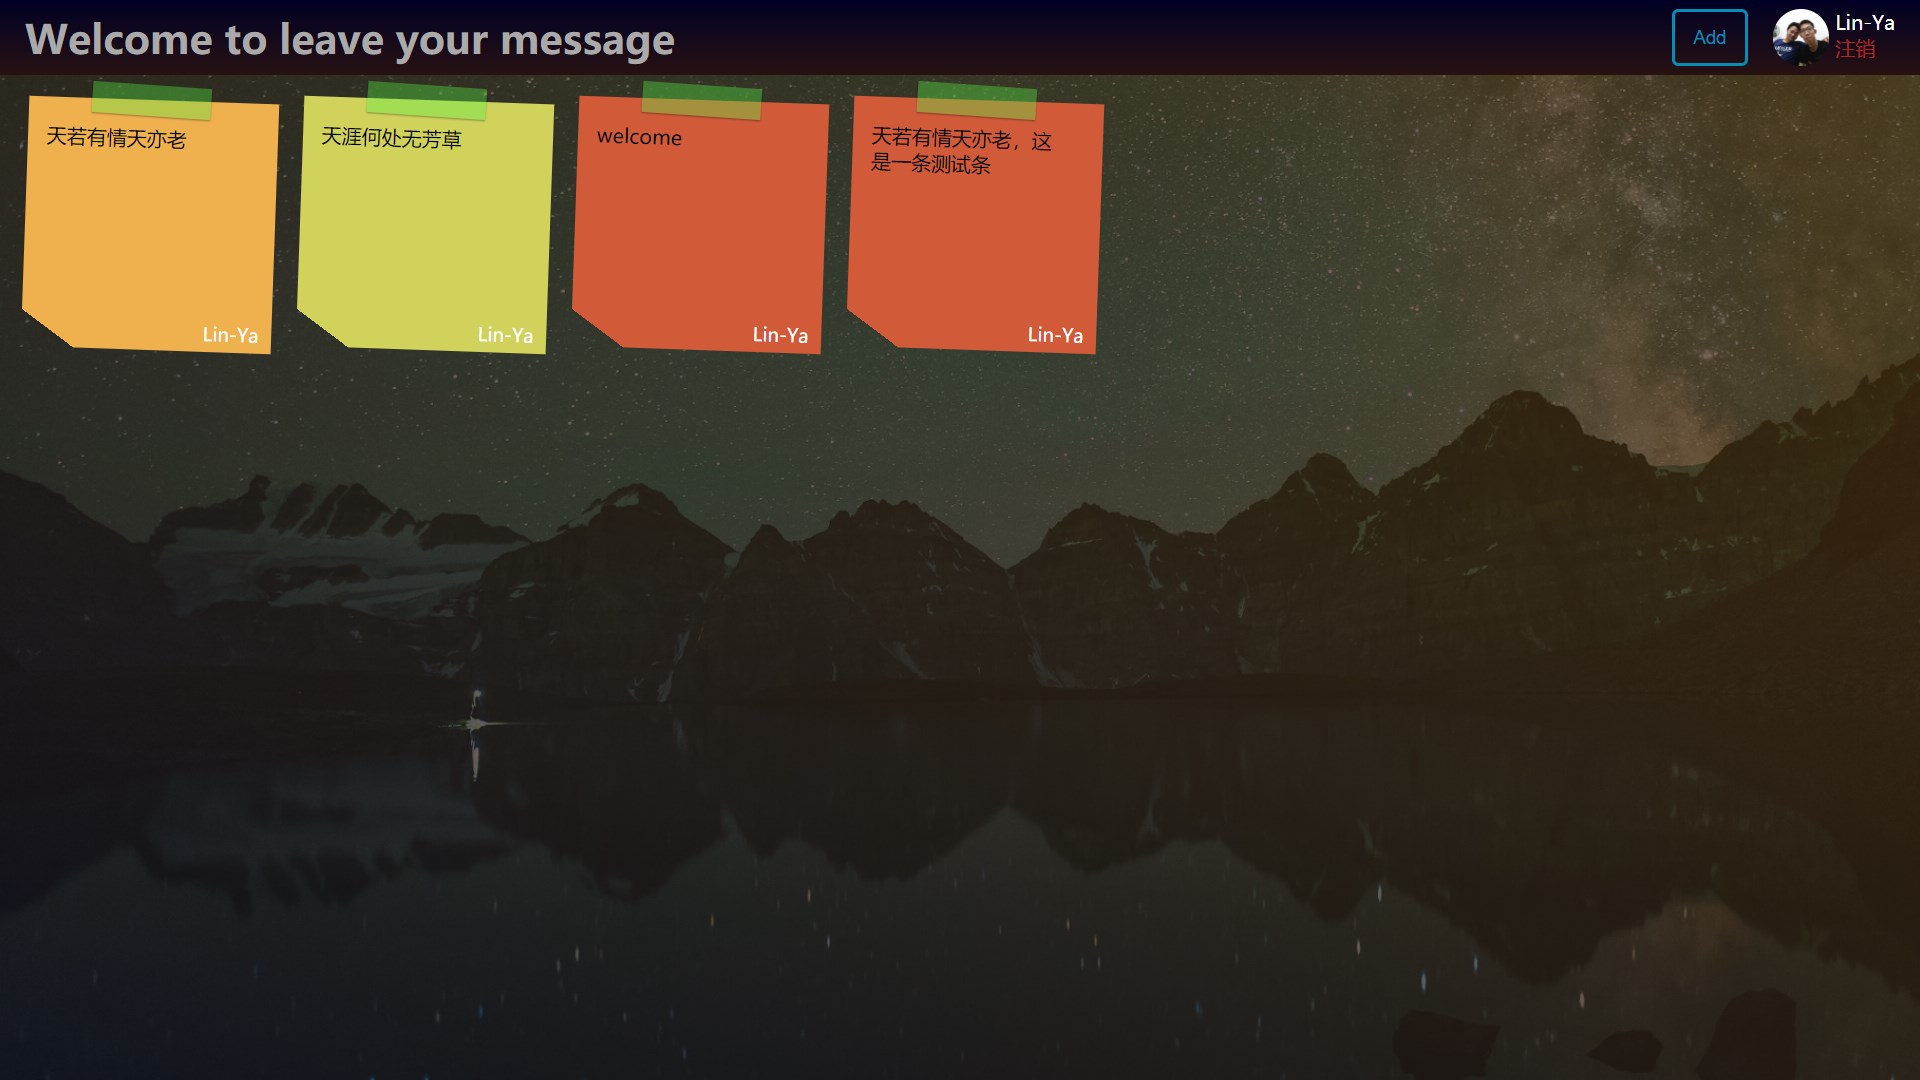 Welcome to leave your message
Add
Lin-Ya
注销
天若有情天亦老
Lin-Ya
天涯何处无芳草
Lin-Ya
welcome
Lin-Ya
天若有情天亦老，这
是一条测试条
Lin-Ya